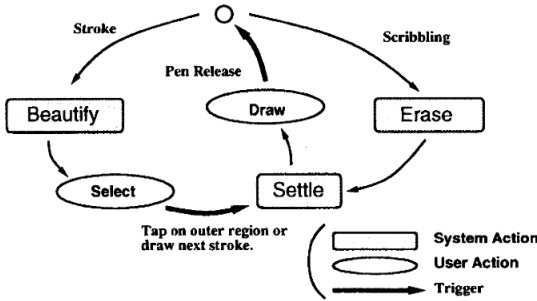 Stroke
Scribbling
Pen Release
Beautify
Draw
Erase
Select
Settle
Tap on outer region or
draw next stroke.
System Action
User Action
Trigger